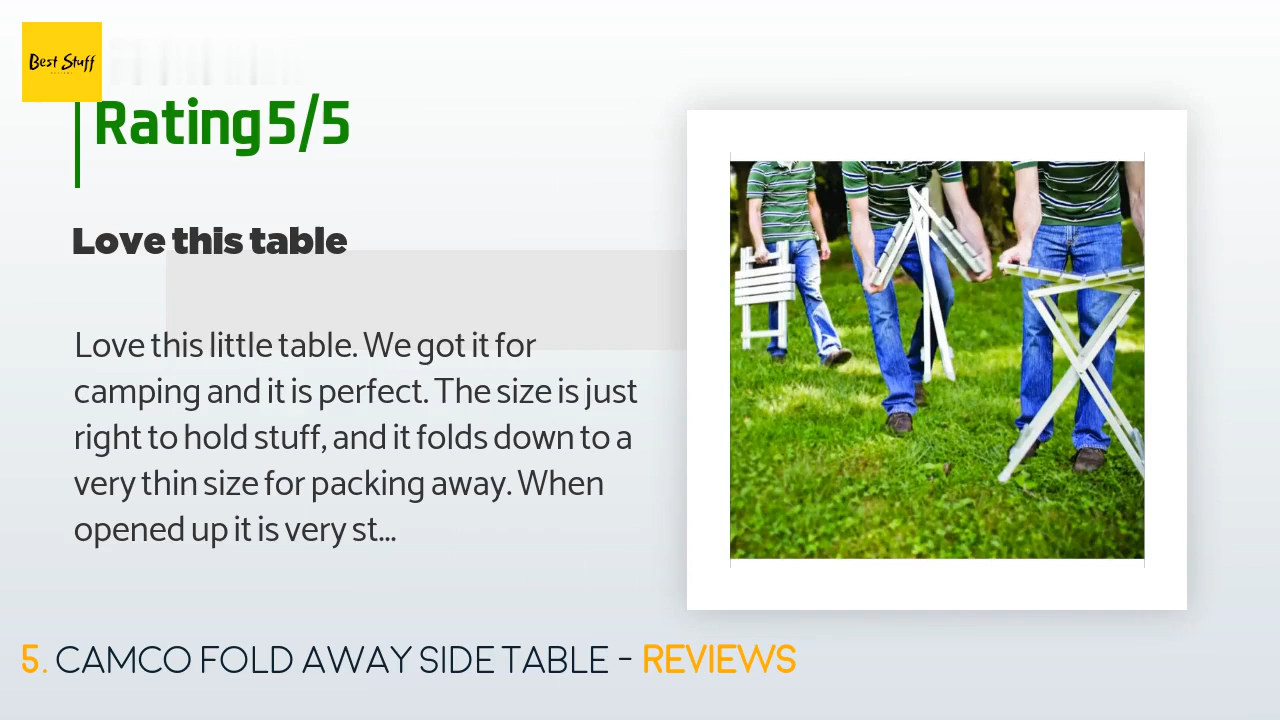 Best Stuff
Rating 5/5
Love this table
Love this little table. We got it for
camping and it is perfect. The size is just
right to hold stuff, and it folds down to a
very thin size for packing away. When
opened up it is very st...
5. CAMCO FOLD AWAY SIDE TABLE - REVIEWS